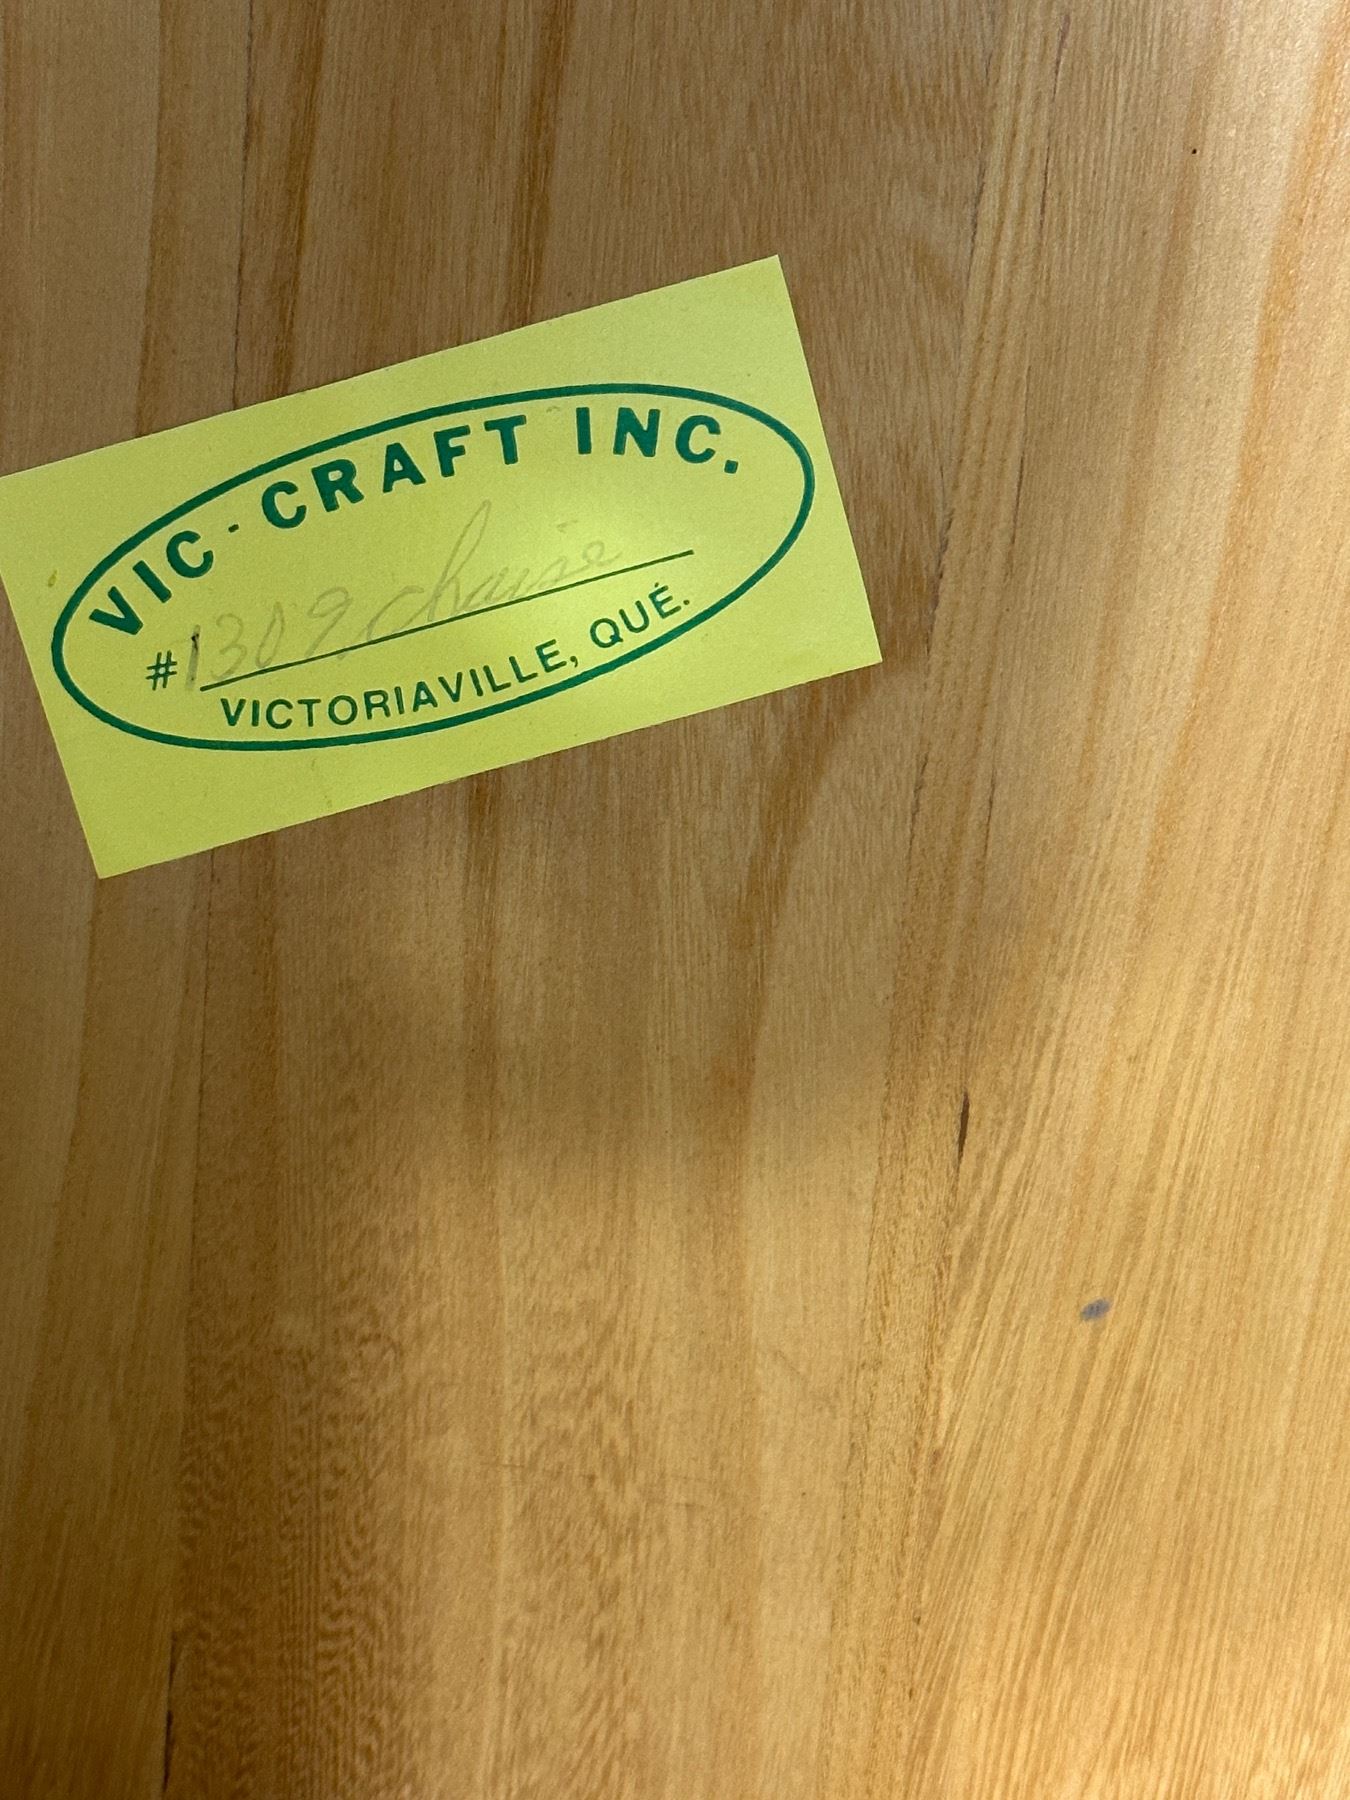 VIC-CRAFT INC.
#1309 chaise
VICTORIAVILLE, QUÉ.